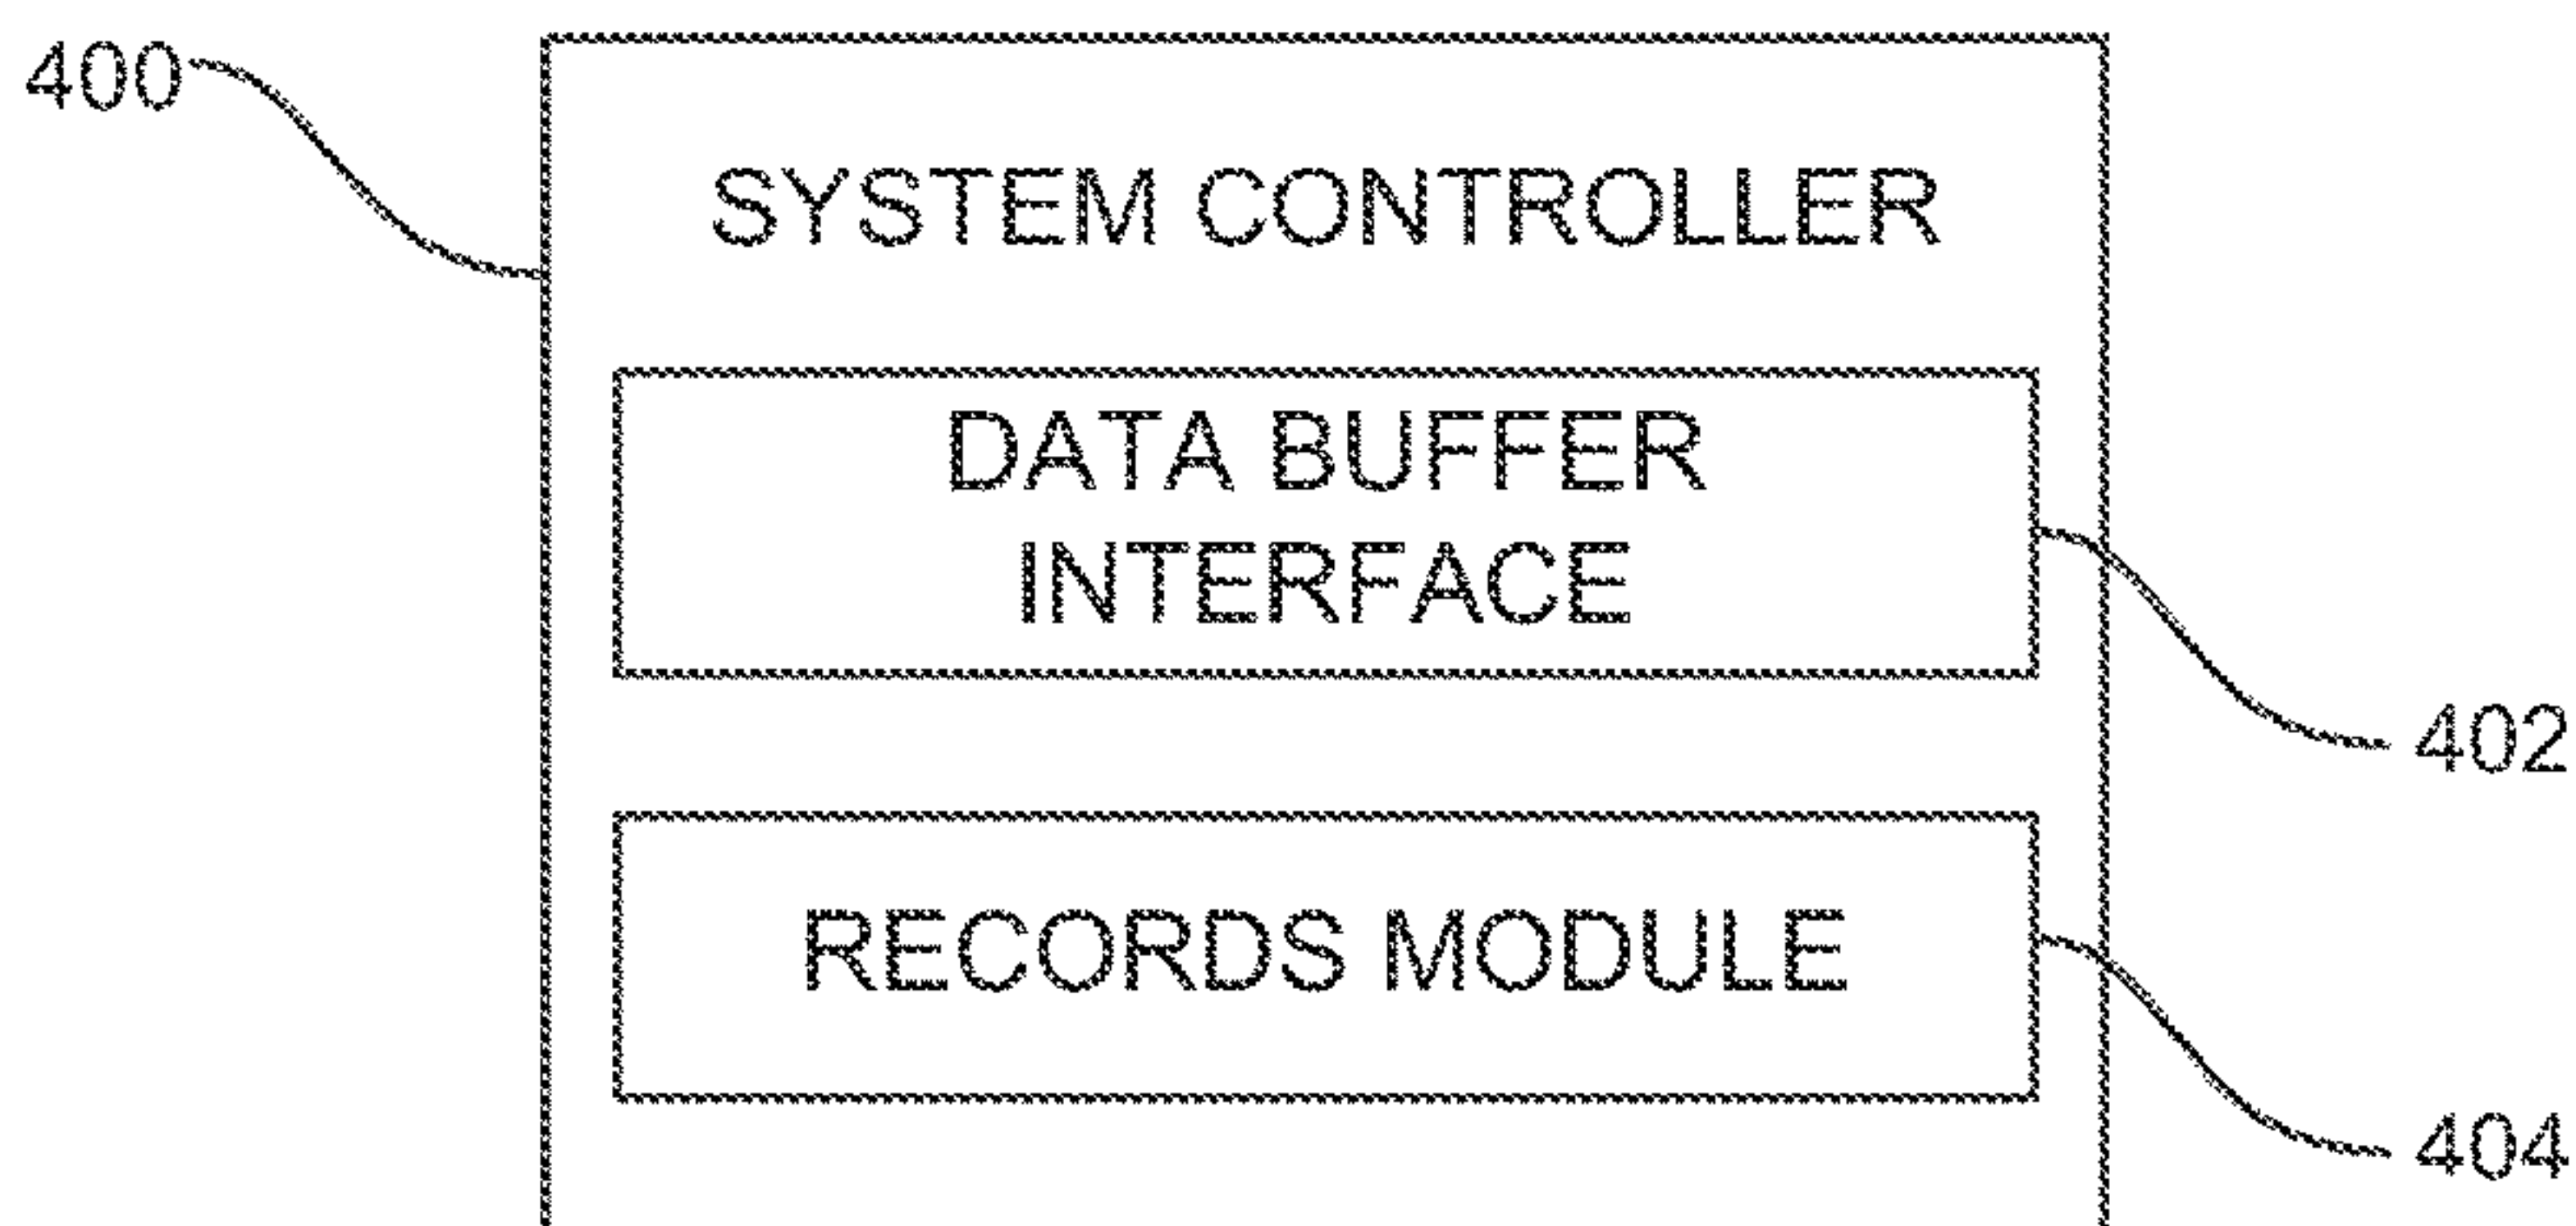 400
SYSTEM CONTROLLER
DATA BUFFER
INTERFACE
402
RECORDS MODULE
404